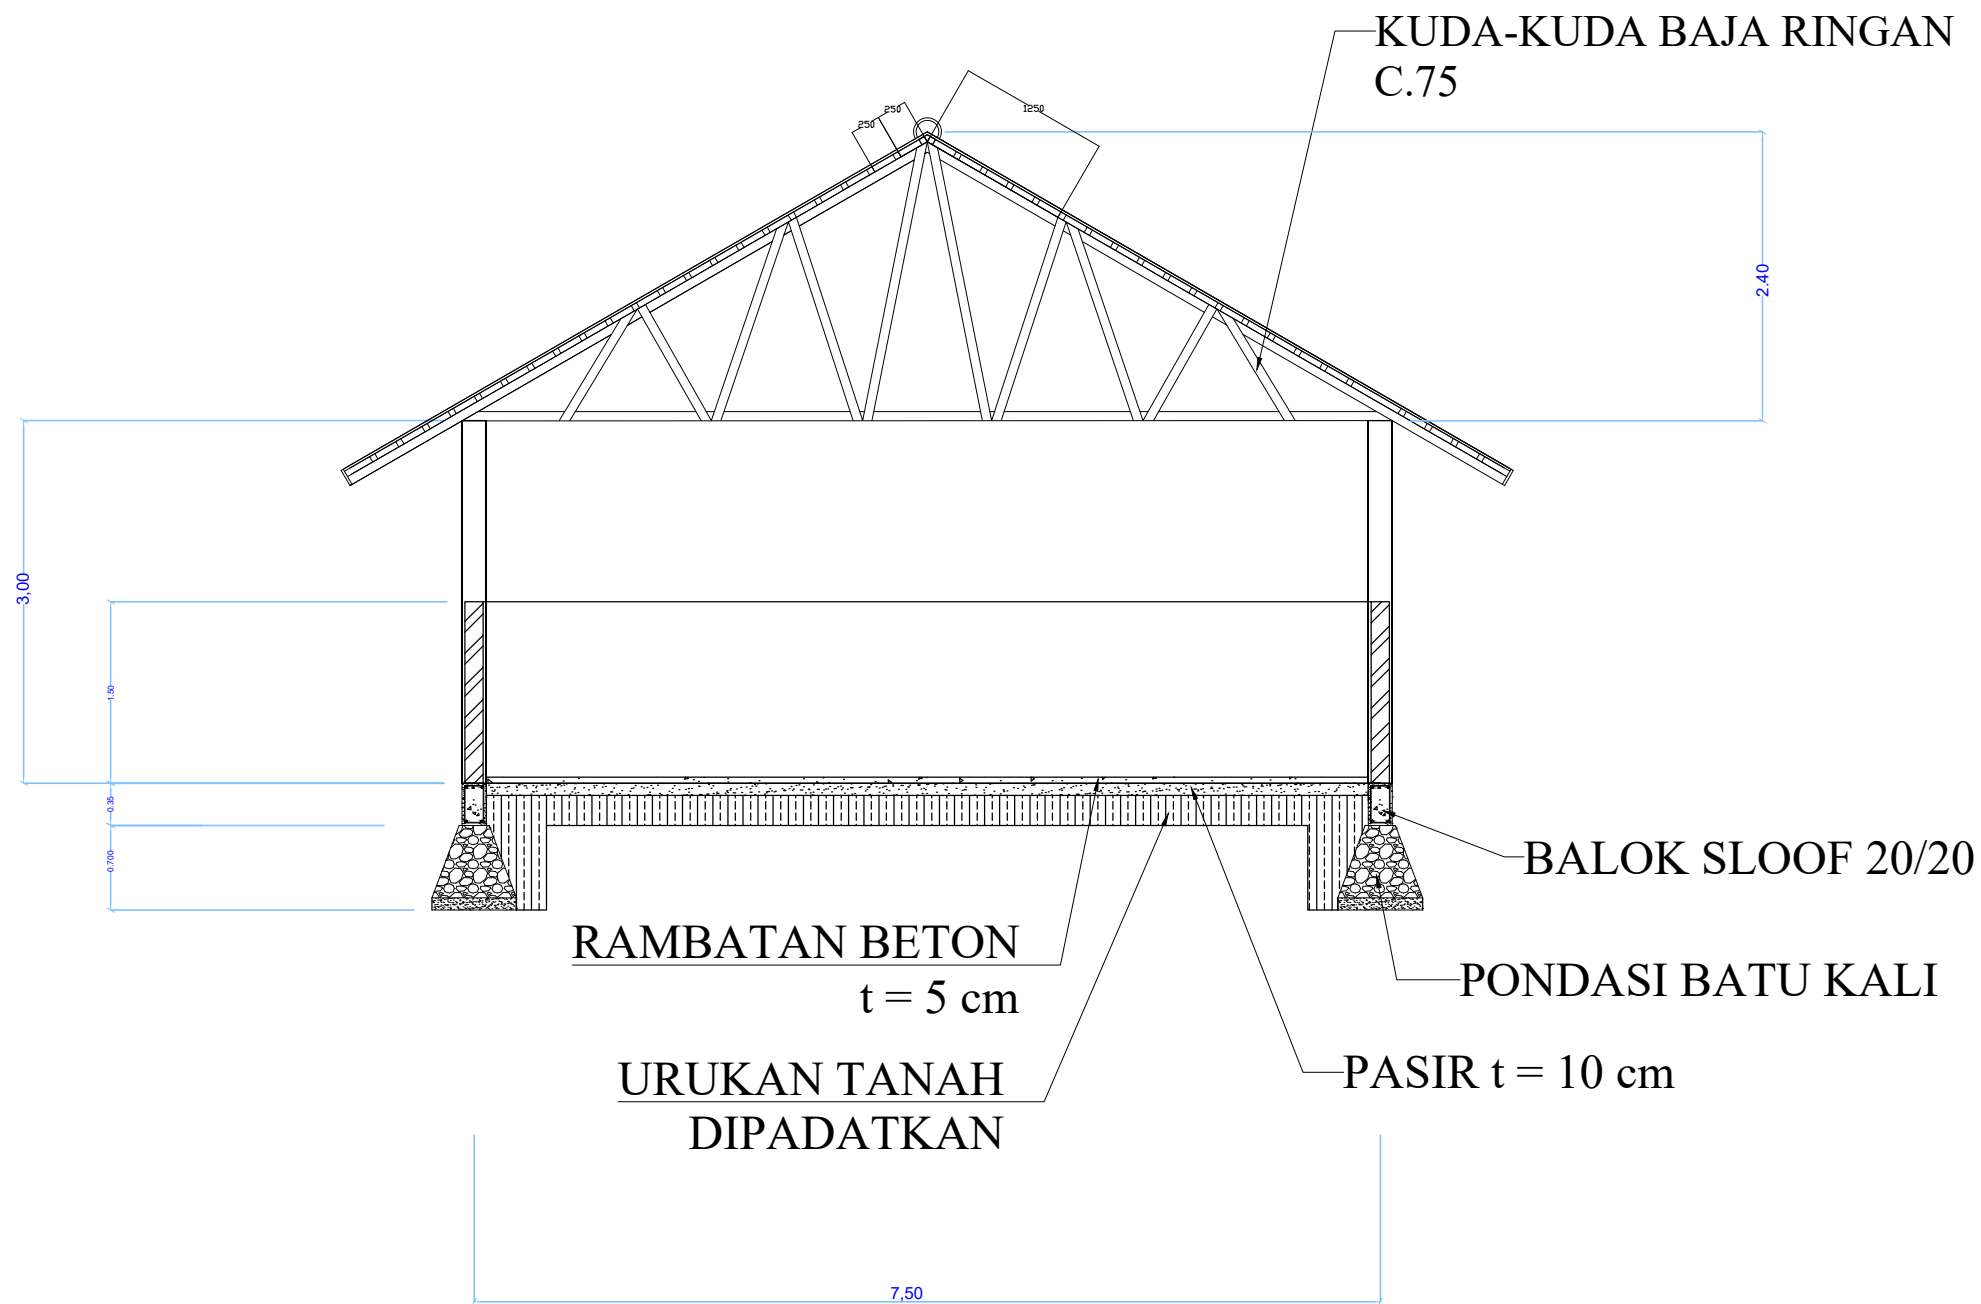 KUDA-KUDA BAJA RINGAN
C.75
250
250
1250
2.40
3,00
1.50
0.35
0.700
BALOK SLOOF 20/20
RAMBATAN BETON
t = 5 cm
PONDASI BATU KALI
URUKAN TANAH
DIPADATKAN
PASIR t = 10 cm
7,50